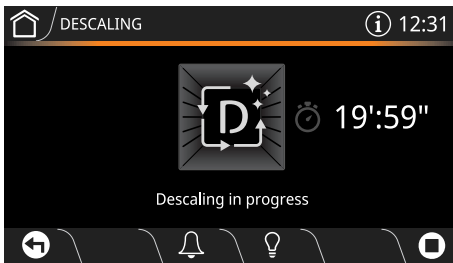 DESCALING
i 12:31
D
19':59"
Descaling in progress